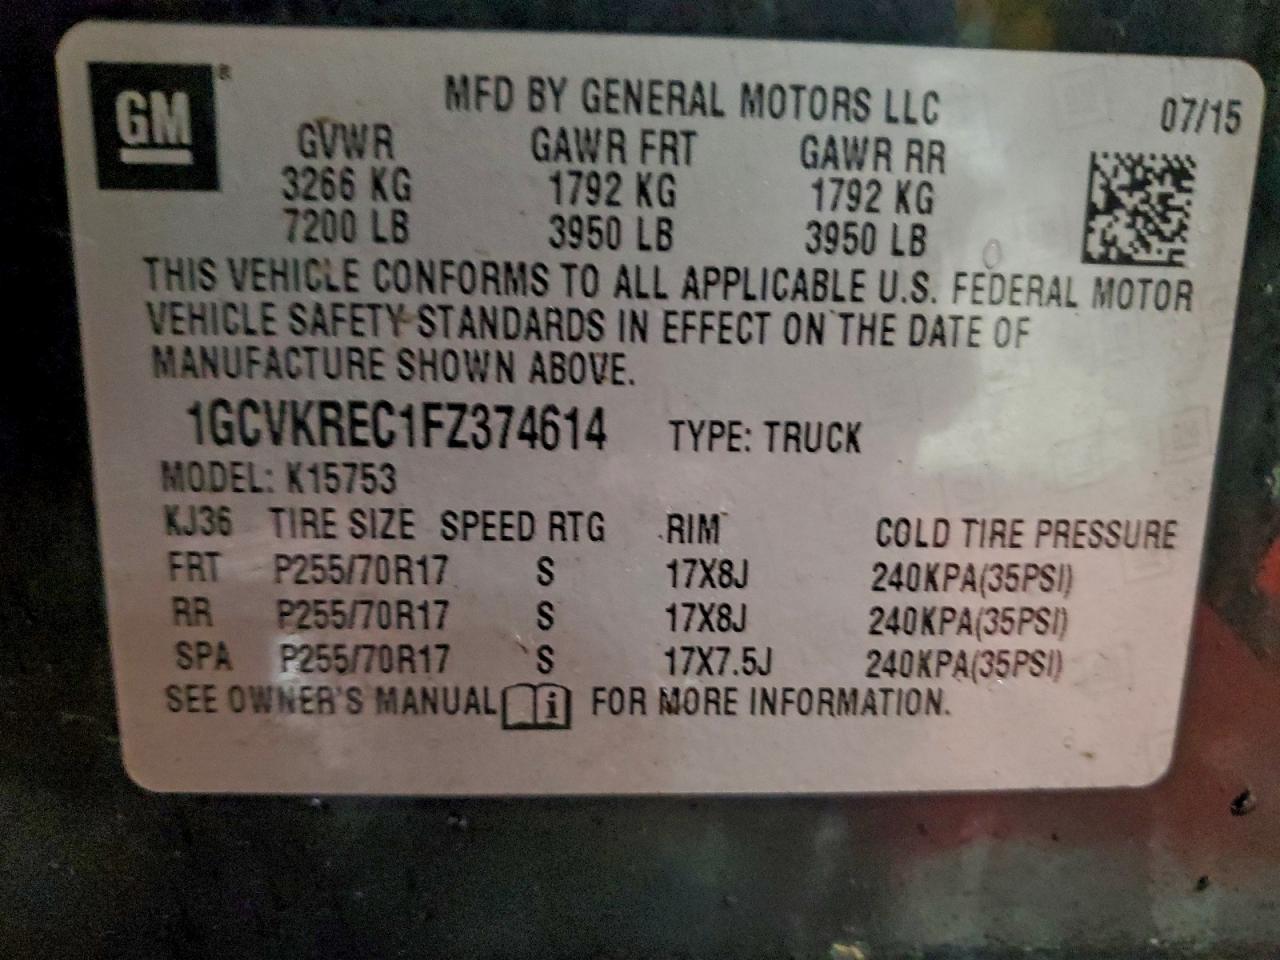 GM ®
MFD BY GENERAL MOTORS LLC 07/15
GVWR GAWR FRT GAWR RR
3266 KG 1792 KG 1792 KG
7200 LB 3950 LB 3950 LB
THIS VEHICLE CONFORMS TO ALL APPLICABLE U.S. FEDERAL MOTOR
VEHICLE SAFETY STANDARDS IN EFFECT ON THE DATE OF
MANUFACTURE SHOWN ABOVE.
1GCVKREC1FZ374614 TYPE: TRUCK
MODEL: K15753
KJ36 TIRE SIZE SPEED RTG RIM COLD TIRE PRESSURE
FRT P255/70R17 S 17X8J 240KPA(35PSI)
RR P255/70R17 S 17X8J 240KPA(35PSI)
SPA P255/70R17 S 17X7.5J 240KPA(35PSI)
SEE OWNER'S MANUAL i FOR MORE INFORMATION.